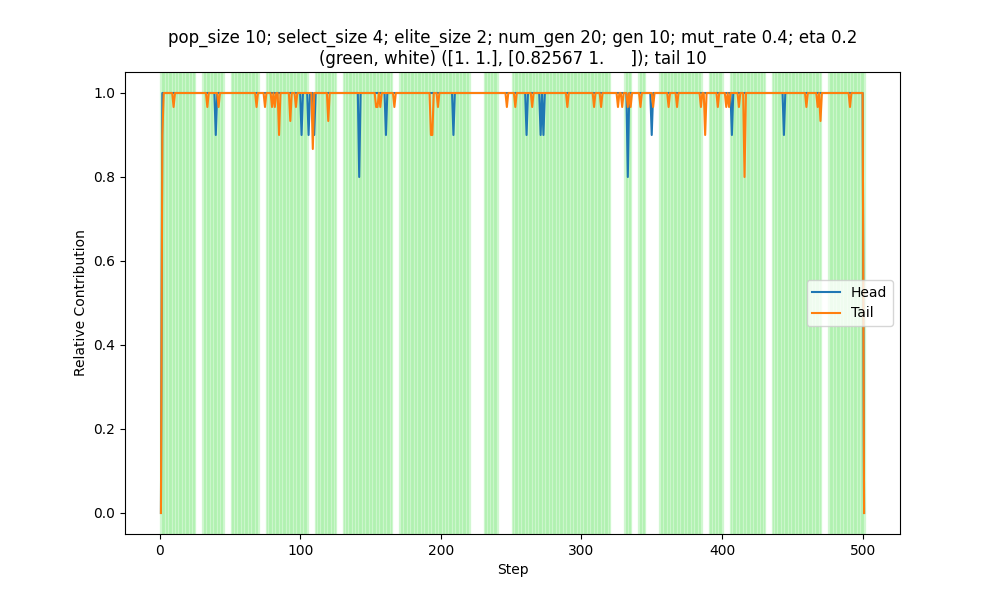 pop_size 10; select_size 4; elite_size 2; num_gen 20; gen 10; mut_rate 0.4; eta 0.2
(green, white) ([1. 1.], [0.82567 1.     ]); tail 10
1.0
0.8
0.6
0.4
0.2
0.0
Relative Contribution
Head
Tail
0 100 200 300 400 500
Step